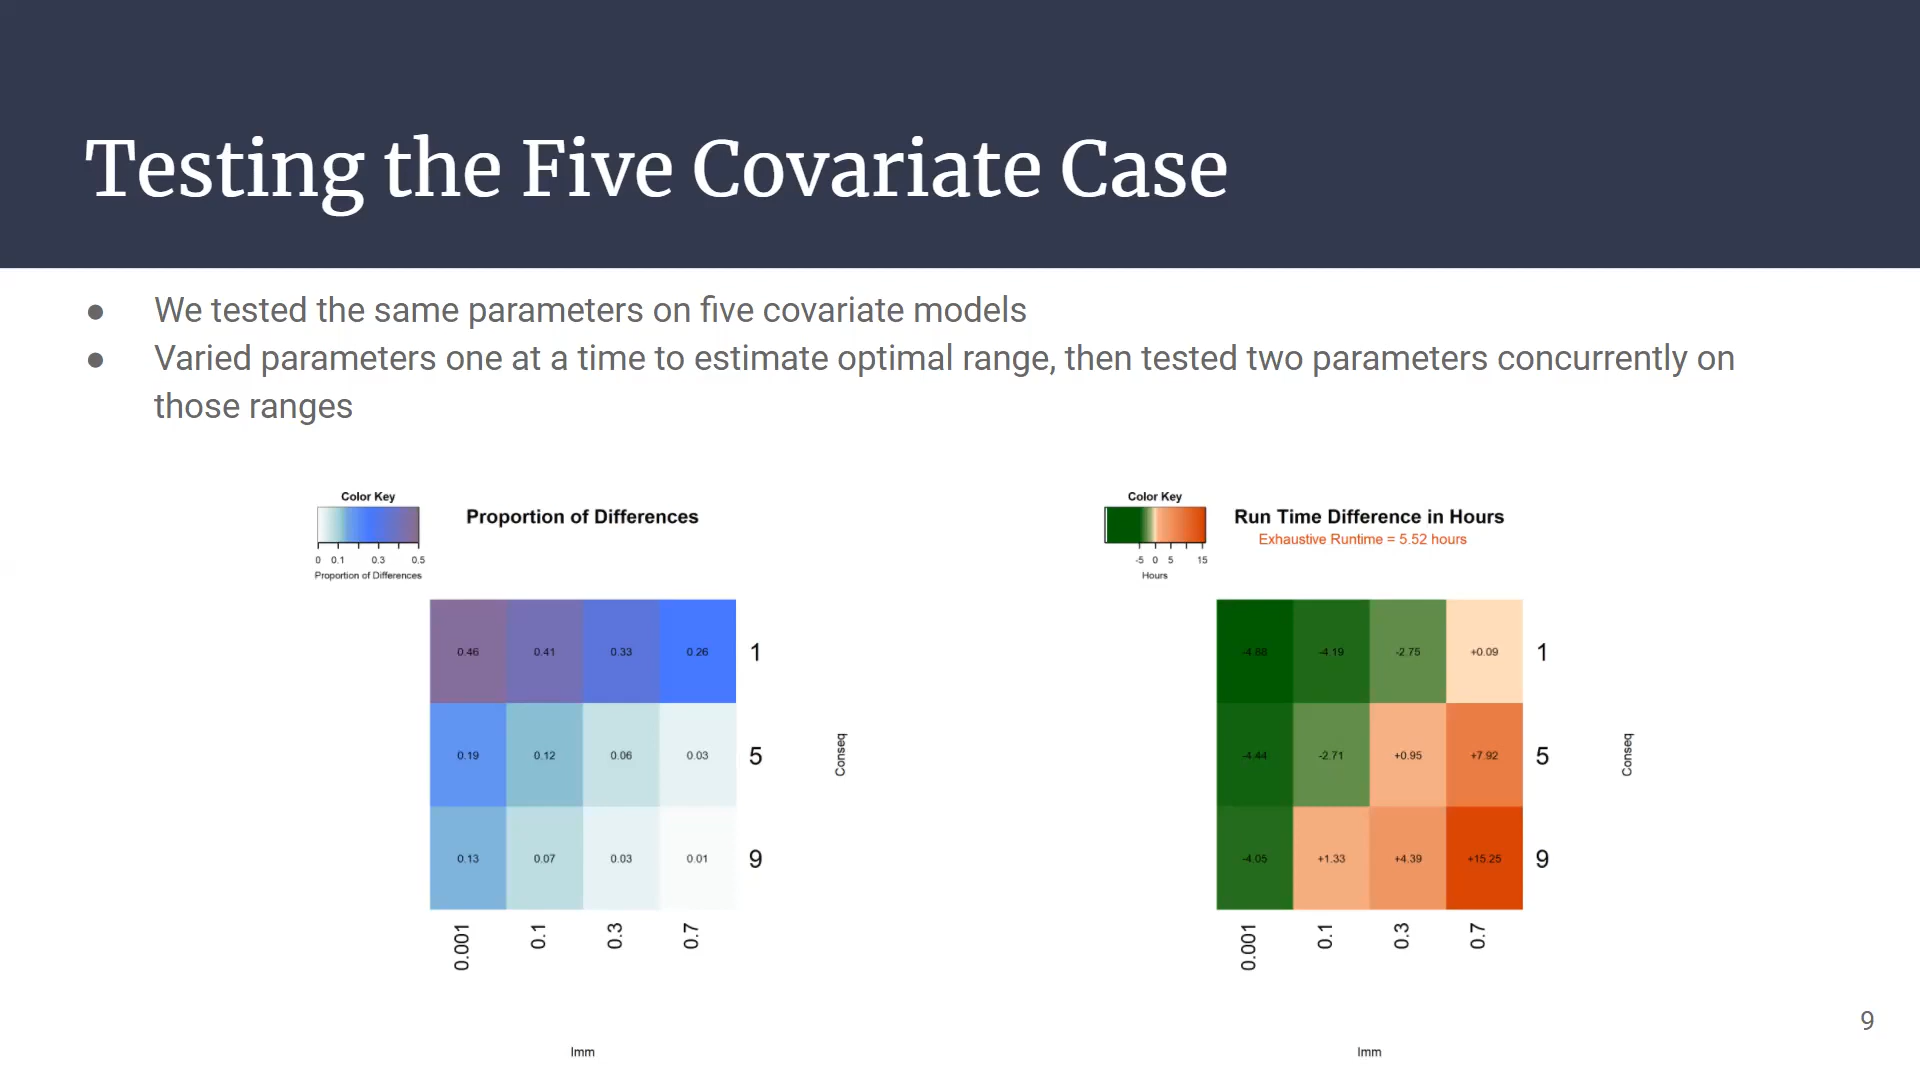 Testing the Five Covariate Case
● We tested the same parameters on five covariate models
● Varied parameters one at a time to estimate optimal range, then tested two parameters concurrently on
those ranges
Color Key
0 0.1 0.3 0.5
Proportion of Differences
Proportion of Differences
0.46 0.41 0.33 0.26 1
0.19 0.12 0.06 0.03 5
0.13 0.07 0.03 0.01 9
Conseq
0.001 0.1 0.3 0.7
Imm
Color Key
-5 0 5 15
Hours
Run Time Difference in Hours
Exhaustive Runtime = 5.52 hours
-4.19 -2.75 +0.09 1
-4.44 -2.71 +0.95 +7.92 5
-4.05 +1.33 +4.39 +15.25 9
Conseq
0.001 0.1 0.3 0.7
Imm
9